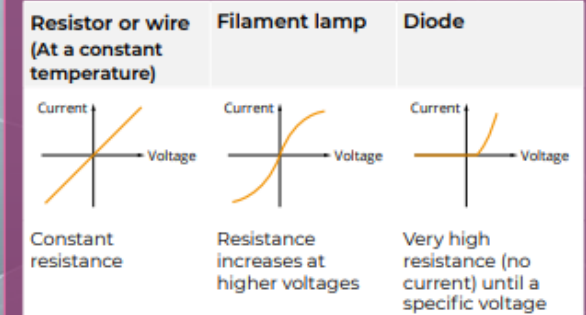 Resistor or wire
(At a constant
temperature)
Filament lamp
Diode
Current
Voltage
Current
Voltage
Current
Voltage
Constant
resistance
Resistance
increases at
higher voltages
Very high
resistance (no
current) until a
specific voltage